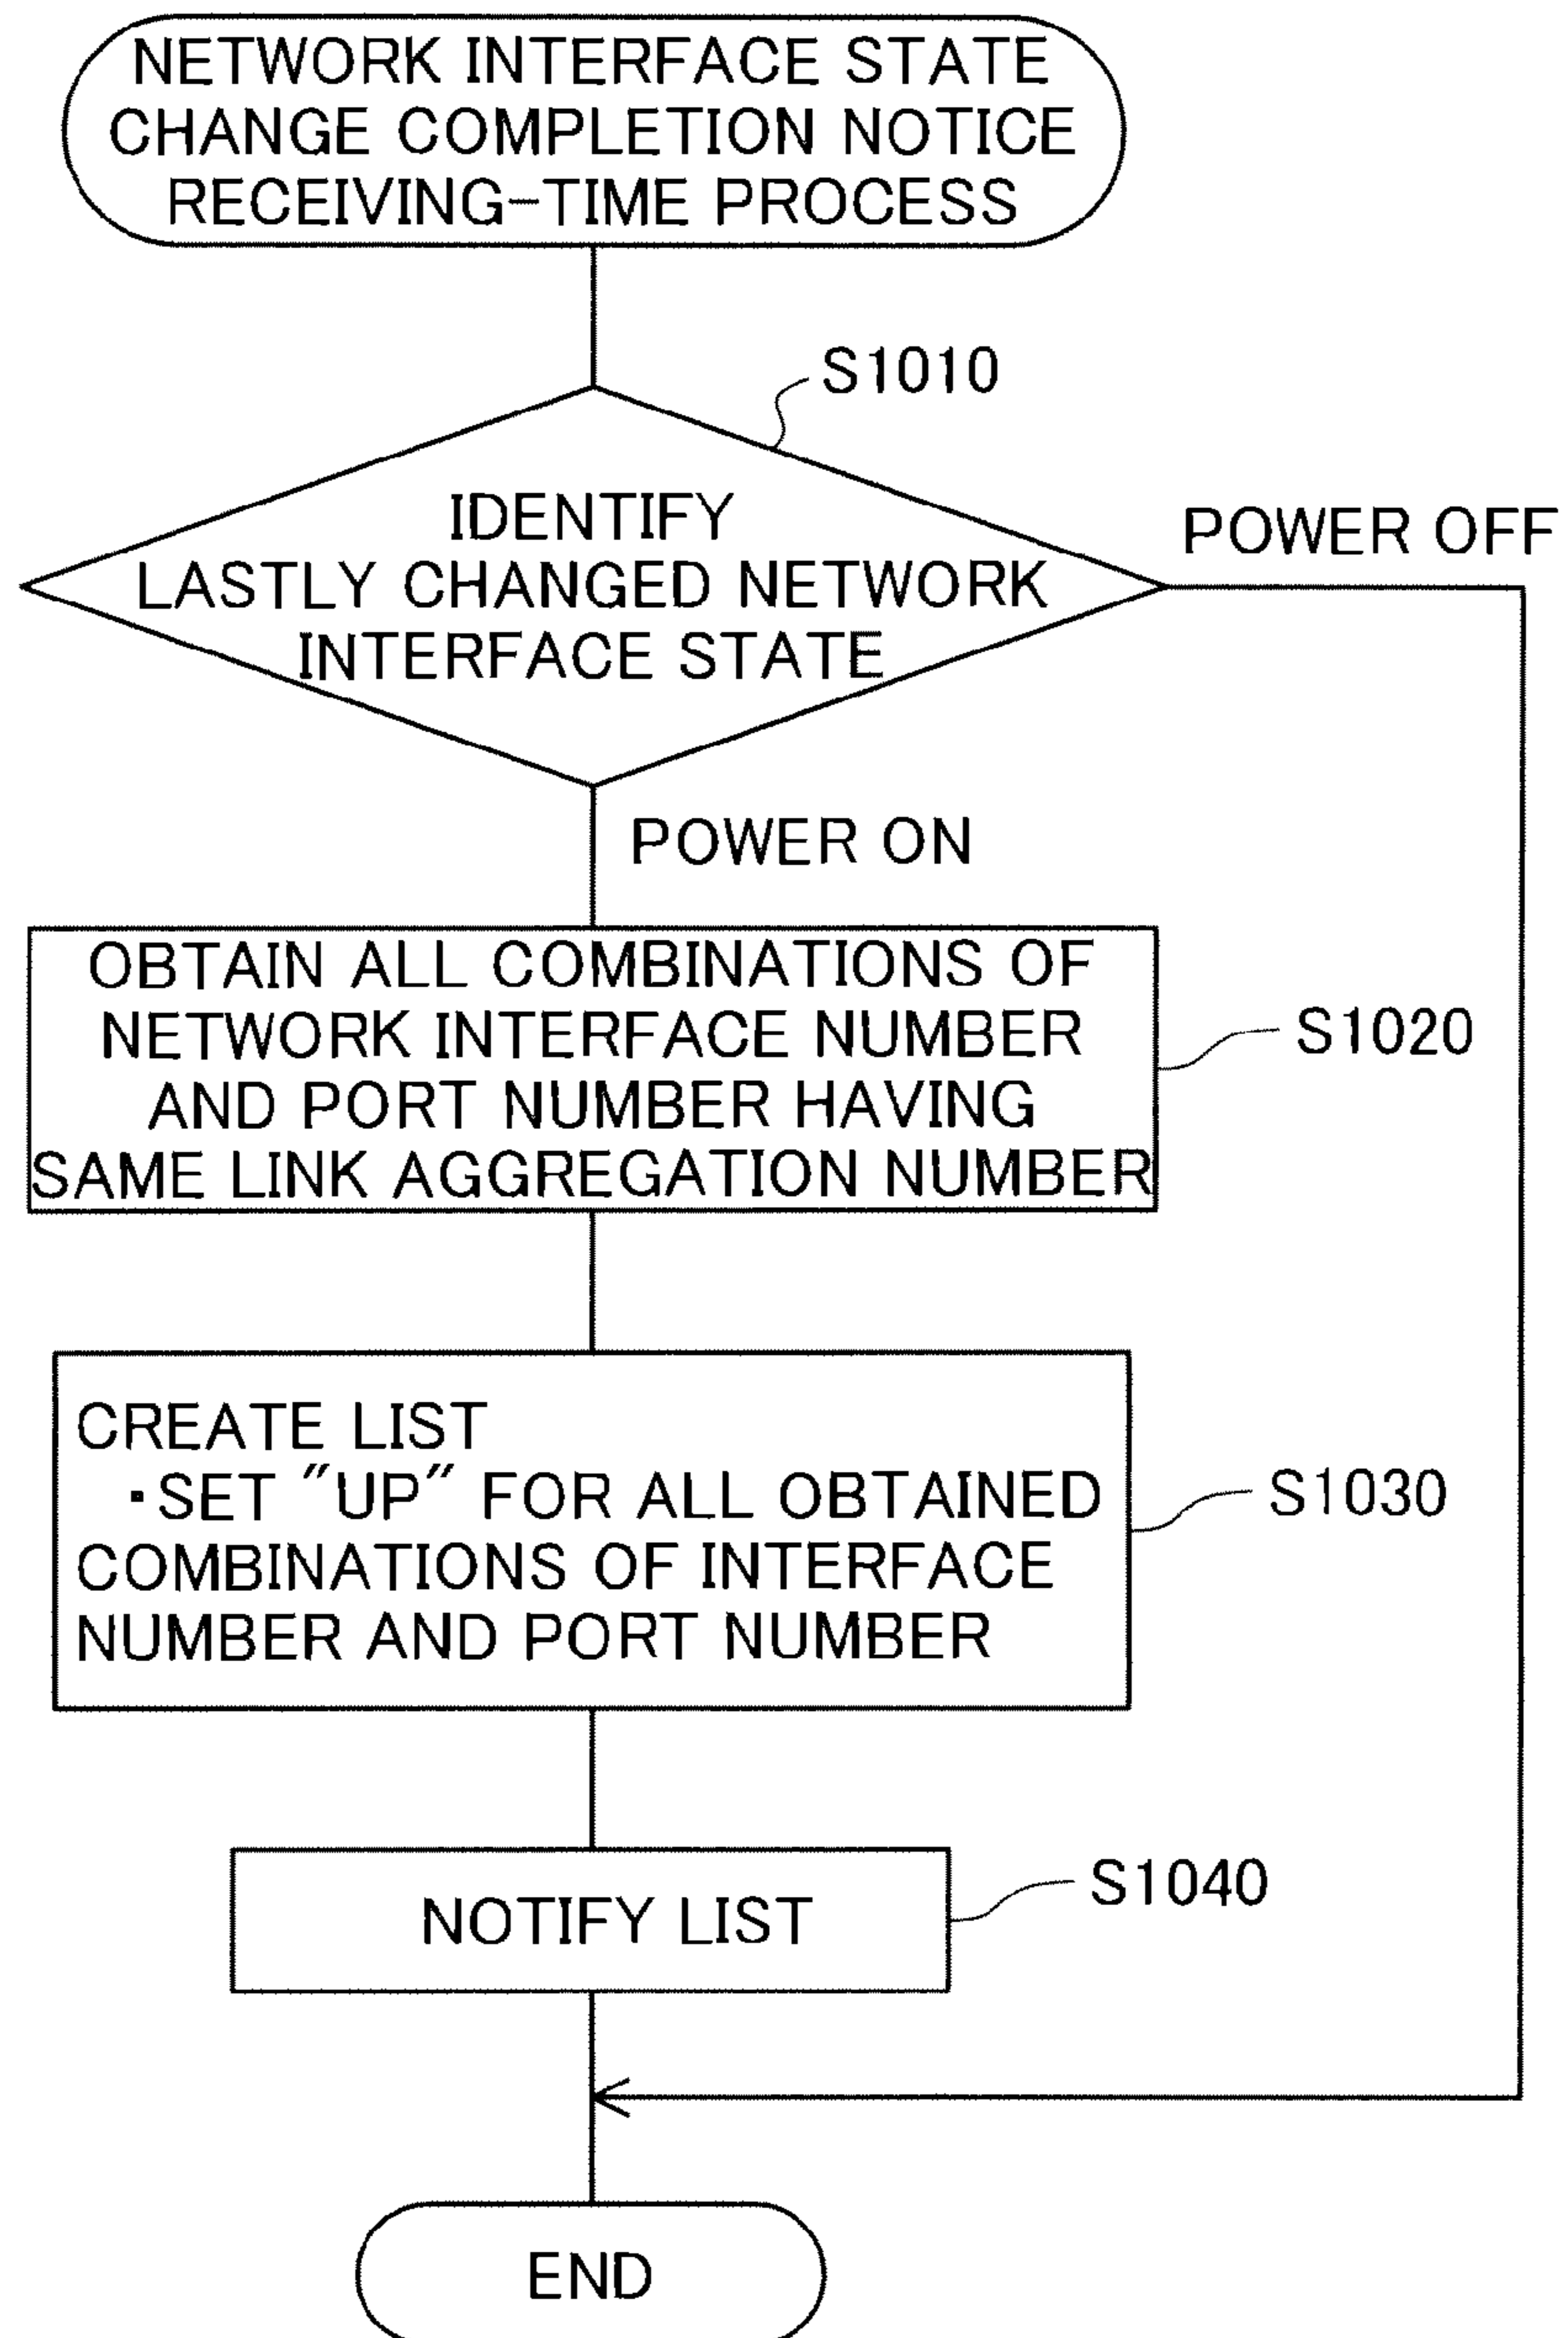 NETWORK INTERFACE STATE
CHANGE COMPLETION NOTICE
RECEIVING-TIME PROCESS
S1010
IDENTIFY
LASTLY CHANGED NETWORK
INTERFACE STATE
POWER OFF
POWER ON
OBTAIN ALL COMBINATIONS OF
NETWORK INTERFACE NUMBER
AND PORT NUMBER HAVING
SAME LINK AGGREGATION NUMBER
S1020
CREATE LIST
・SET "UP" FOR ALL OBTAINED
COMBINATIONS OF INTERFACE
NUMBER AND PORT NUMBER
S1030
NOTIFY LIST
S1040
END